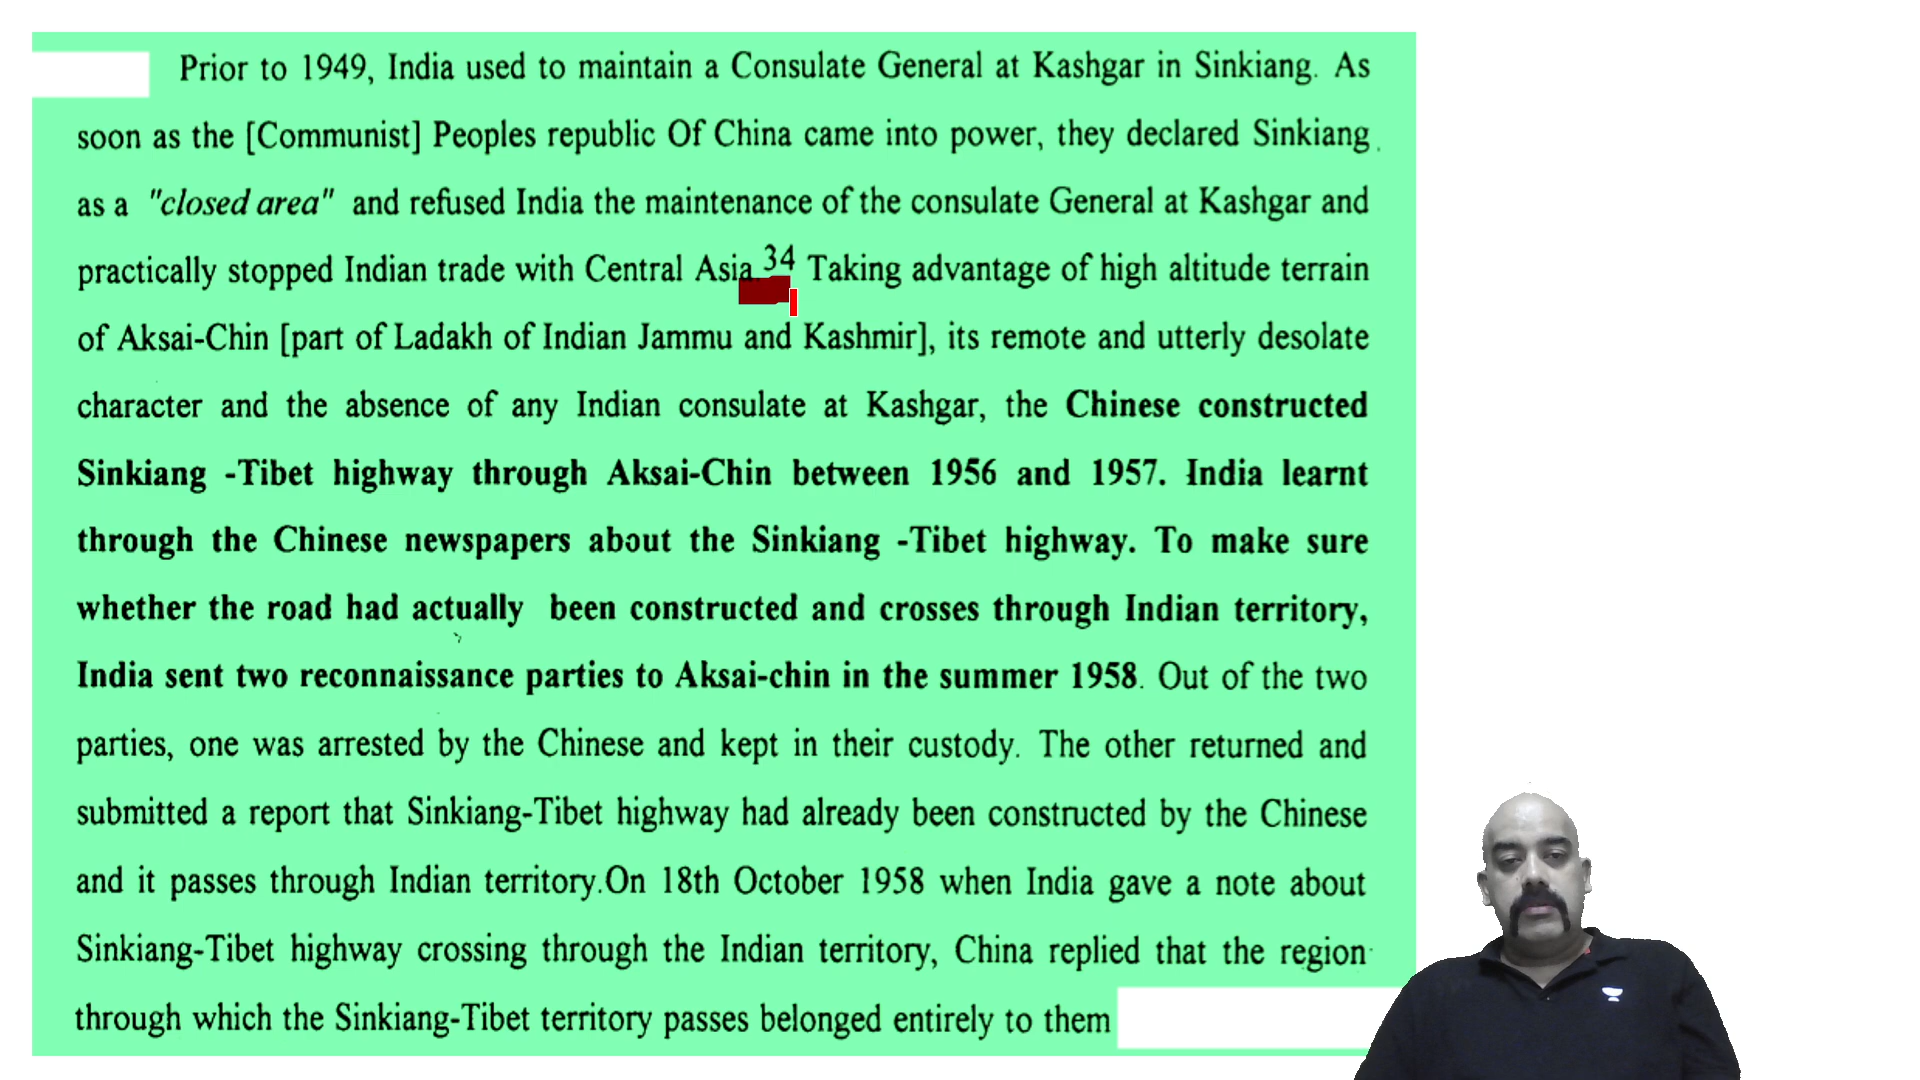 Prior to 1949, India used to maintain a Consulate General at Kashgar in Sinkiang. As
soon as the [Communist] Peoples republic Of China came into power, they declared Sinkiang
as a "closed area" and refused India the maintenance of the consulate General at Kashgar and
practically stopped Indian trade with Central Asia 34 Taking advantage of high altitude terrain
of Aksai-Chin [part of Ladakh of Indian Jammu and Kashmir], its remote and utterly desolate
character and the absence of any Indian consulate at Kashgar, the Chinese constructed
Sinkiang -Tibet highway through Aksai-Chin between 1956 and 1957. India learnt
through the Chinese newspapers about the Sinkiang -Tibet highway. To make sure
whether the road had actually been constructed and crosses through Indian territory,
India sent two reconnaissance parties to Aksai-chin in the summer 1958. Out of the two
parties, one was arrested by the Chinese and kept in their custody. The other returned and
submitted a report that Sinkiang-Tibet highway had already been constructed by the Chinese
and it passes through Indian territory.On 18th October 1958 when India gave a note about
Sinkiang-Tibet highway crossing through the Indian territory, China replied that the region
through which the Sinkiang-Tibet territory passes belonged entirely to them